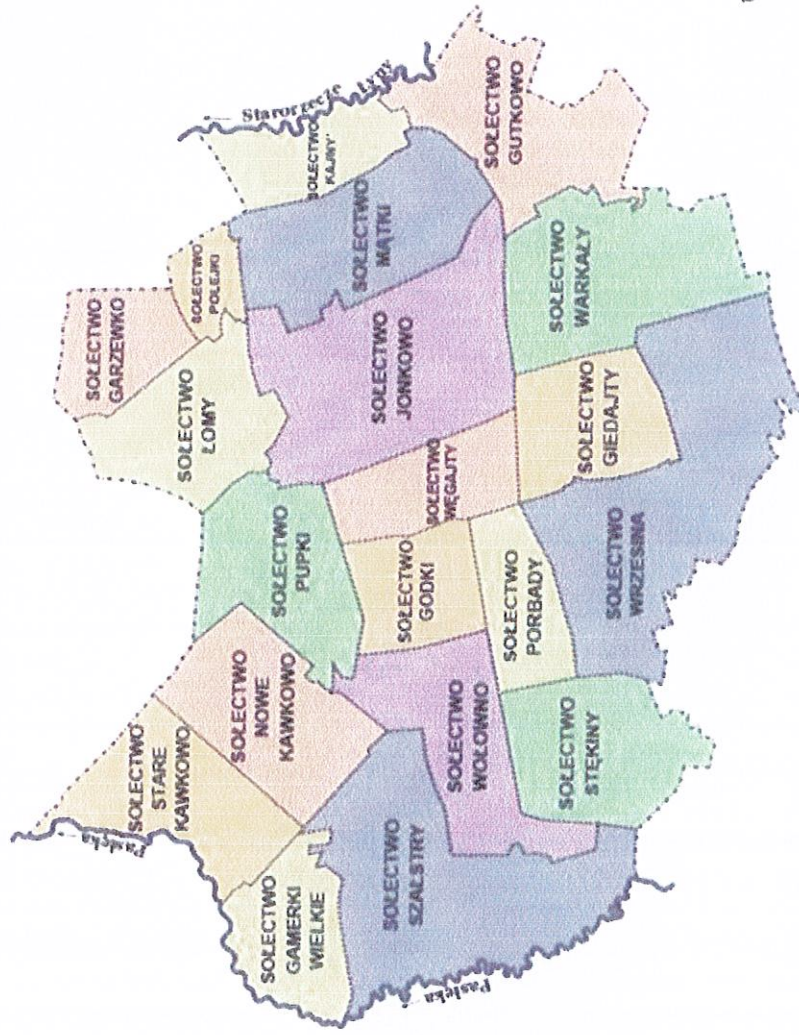 Starorzecze Łyny
SOŁECTWO
GUTKOWO
SOŁECTWO
KAJNY
SOŁECTWO
MĄTKI
SOŁECTWO
POLEJKI
SOŁECTWO
GARZEWKO
SOŁECTWO
WARKAŁY
SOŁECTWO
JONKOWO
SOŁECTWO
ŁOMY
SOŁECTWO
GIEDAJTY
SOŁECTWO
WĘGAJTY
SOŁECTWO
PUPKI
SOŁECTWO
GODKI
SOŁECTWO
PORBADY
SOŁECTWO
WRZESINA
SOŁECTWO
NOWE
KAWKOWO
SOŁECTWO
STARE
KAWKOWO
SOŁECTWO
WOŁOWNO
SOŁECTWO
STĘKINY
Pasłęka
SOŁECTWO
GAMERKI
WIELKIE
SOŁECTWO
SZAŁSTRY
Pasłęka